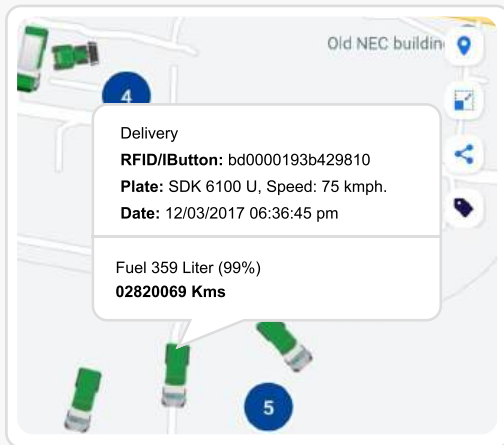 Old NEC buildin
4
Delivery
RFID/IButton: bd0000193b429810
Plate: SDK 6100 U, Speed: 75 kmph.
Date: 12/03/2017 06:36:45 pm
Fuel 359 Liter (99%)
02820069 Kms
5